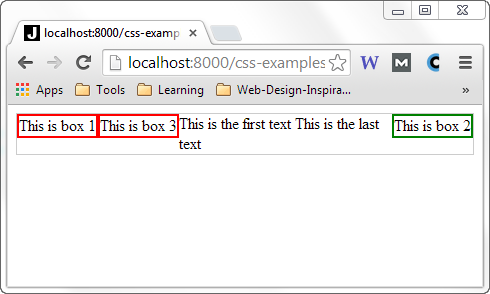 J localhost:8000/css-examp
localhost:8000/css-examples
W M C
Apps Tools Learning Web-Design-Inspira... »
This is box 1 This is box 3 This is the first text This is the last This is box 2
text